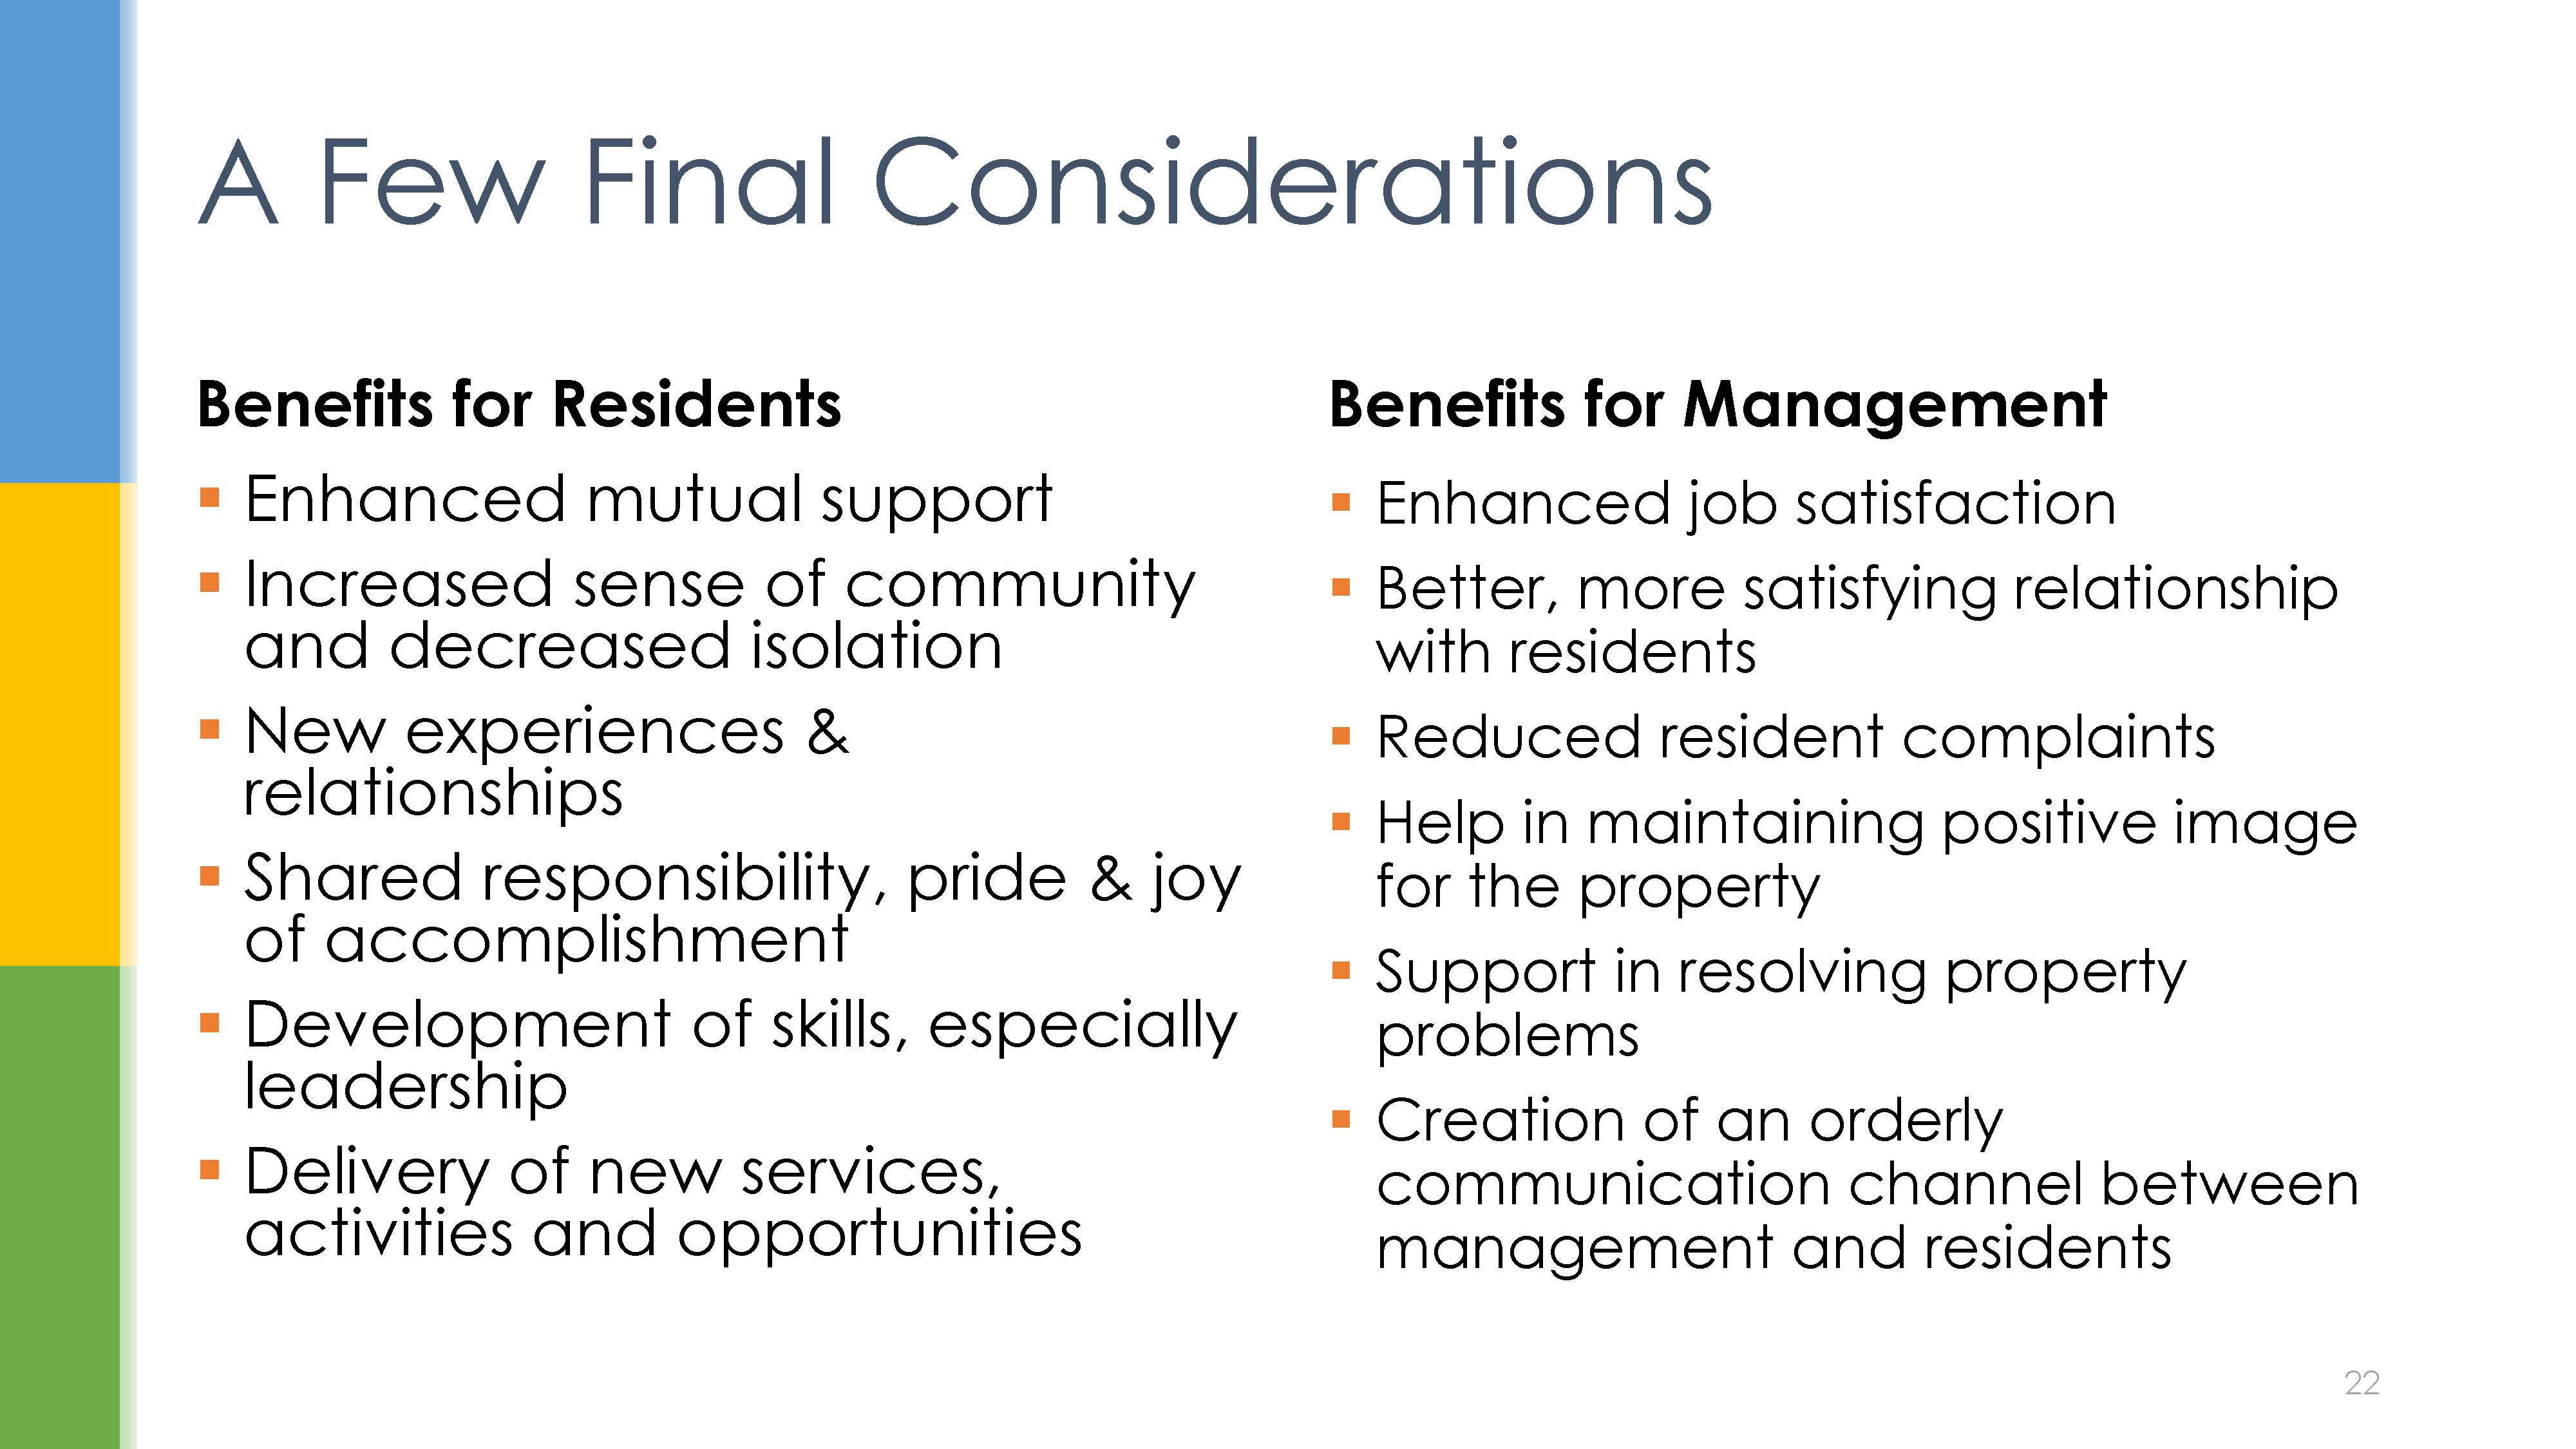 A Few Final Considerations
Benefits for Residents
▪ Enhanced mutual support
▪ Increased sense of community
and decreased isolation
▪ New experiences &
relationships
▪ Shared responsibility, pride & joy
of accomplishment
▪ Development of skills, especially
leadership
▪ Delivery of new services,
activities and opportunities
Benefits for Management
▪ Enhanced job satisfaction
▪ Better, more satisfying relationship
with residents
▪ Reduced resident complaints
▪ Help in maintaining positive image
for the property
▪ Support in resolving property
problems
▪ Creation of an orderly
communication channel between
management and residents
22